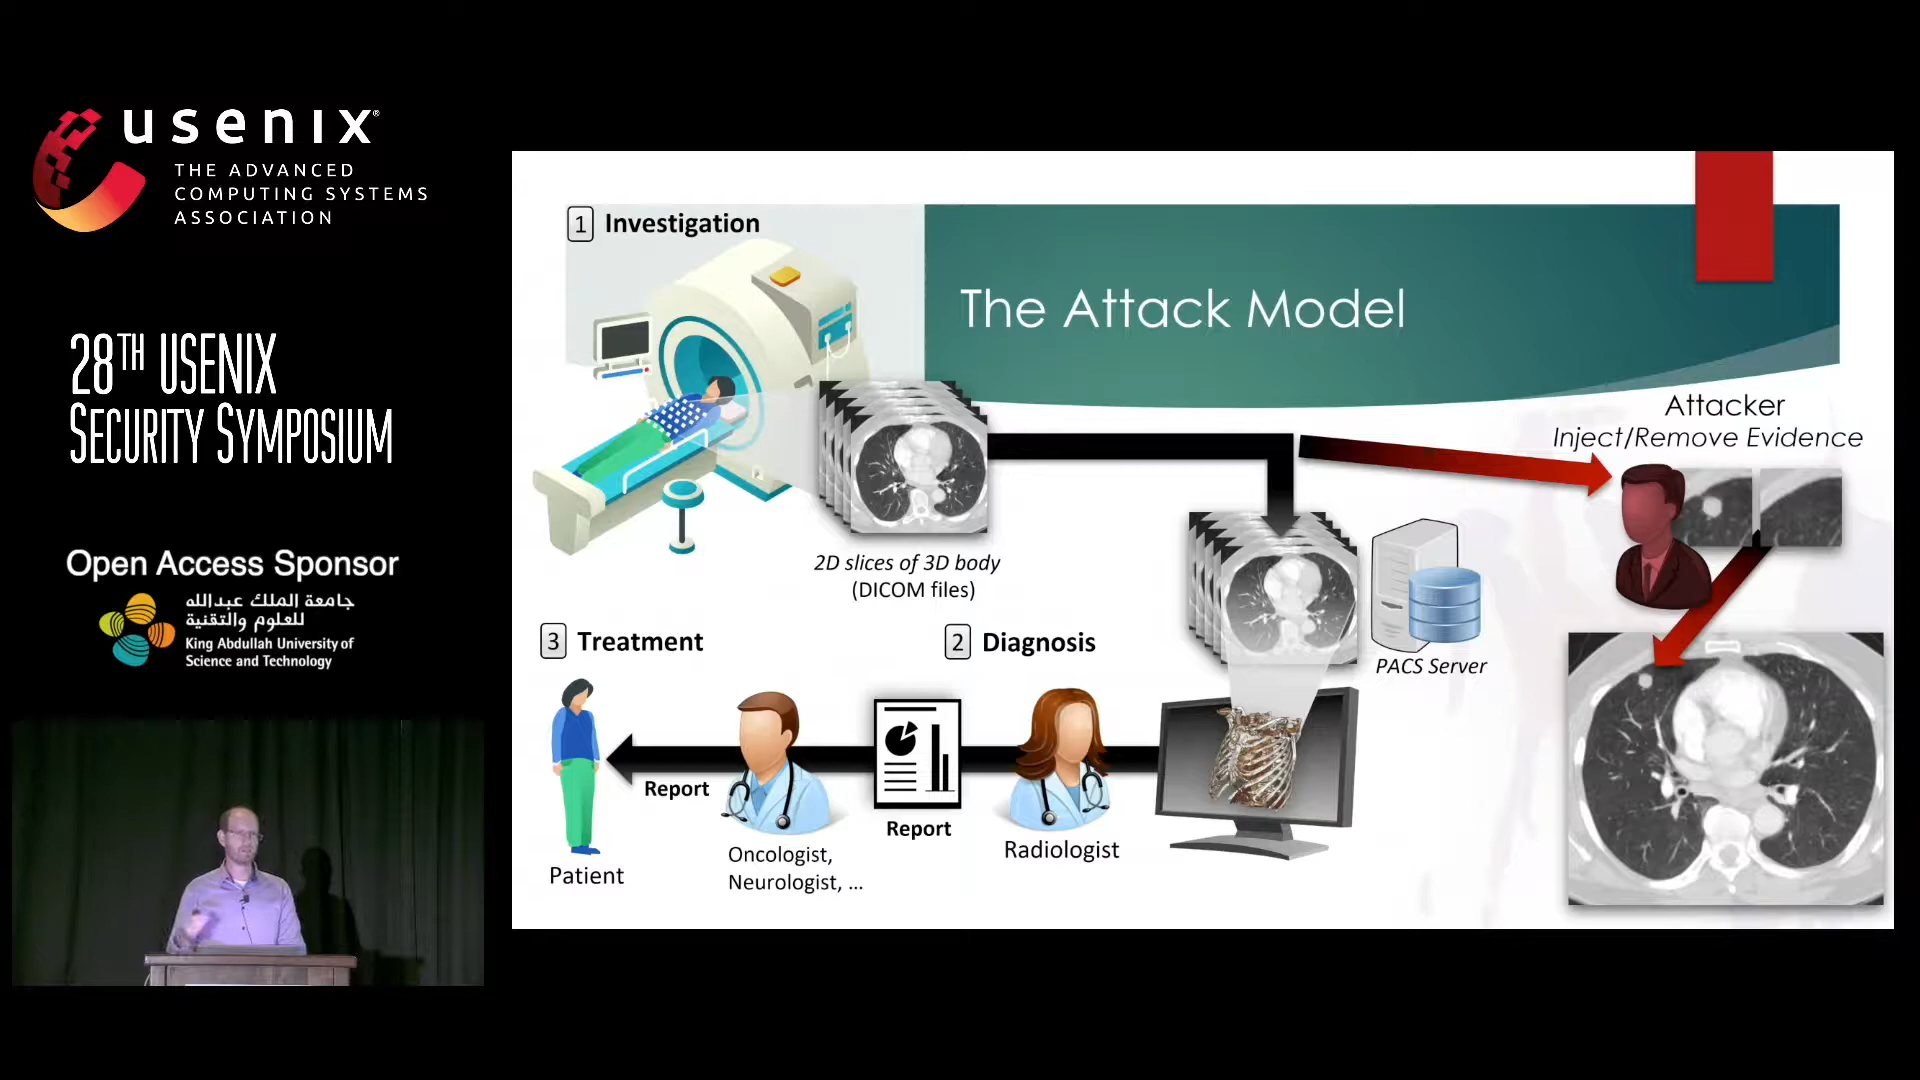 usenix®
THE ADVANCED
COMPUTING SYSTEMS
ASSOCIATION
28TH USENIX
SECURITY SYMPOSIUM
Open Access Sponsor
جامعة الملك عبدالله
للعلوم والتقنية
King Abdullah University of
Science and Technology
1 Investigation
The Attack Model
Attacker
Inject/Remove Evidence
2D slices of 3D body
(DICOM files)
PACS Server
3 Treatment
2 Diagnosis
Report
Report
Radiologist
Oncologist,
Neurologist, ...
Patient